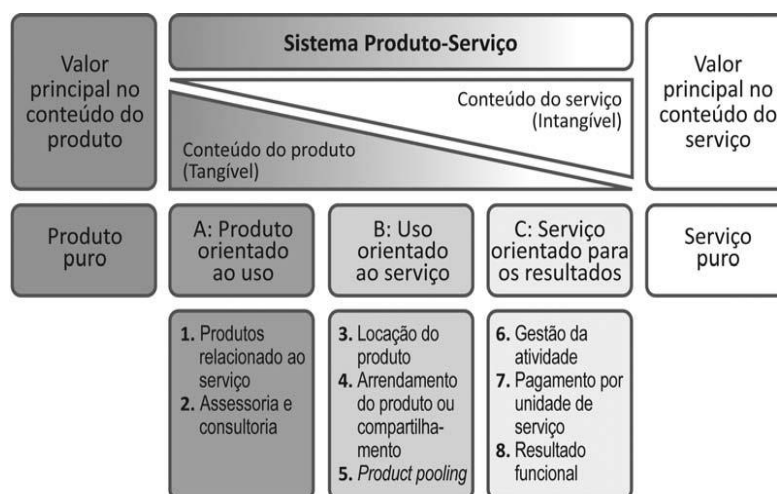 Valor
principal no
conteúdo do
produto
Sistema Produto-Serviço
Conteúdo do serviço
(Intangível)
Conteúdo do produto
(Tangível)
Valor
principal no
conteúdo do
serviço
Produto
puro
A: Produto
orientado
ao uso
B: Uso
orientado
ao serviço
C: Serviço
orientado para
os resultados
Serviço
puro
1. Produtos
relacionado ao
serviço
2. Assessoria e
consultoria
3. Locação do
produto
4. Arrendamento
do produto ou
compartilha-
mento
5. Product pooling
6. Gestão da
atividade
7. Pagamento por
unidade de
serviço
8. Resultado
funcional